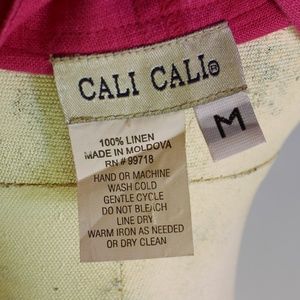 CALI CALI®
M
100% LINEN
MADE IN MOLDOVA
RN # 99718
HAND OR MACHINE
WASH COLD
GENTLE CYCLE
DO NOT BLEACH
LINE DRY
WARM IRON AS NEEDED
OR DRY CLEAN